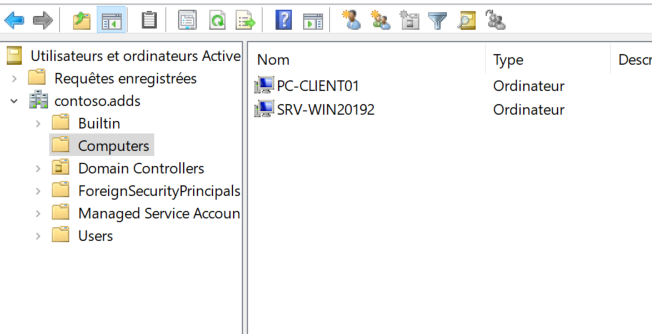 Utilisateurs et ordinateurs Active
Requêtes enregistrées
contoso.adds
Builtin
Computers
Domain Controllers
ForeignSecurityPrincipals
Managed Service Accoun
Users
Nom Type Descr
PC-CLIENT01 Ordinateur
SRV-WIN20192 Ordinateur